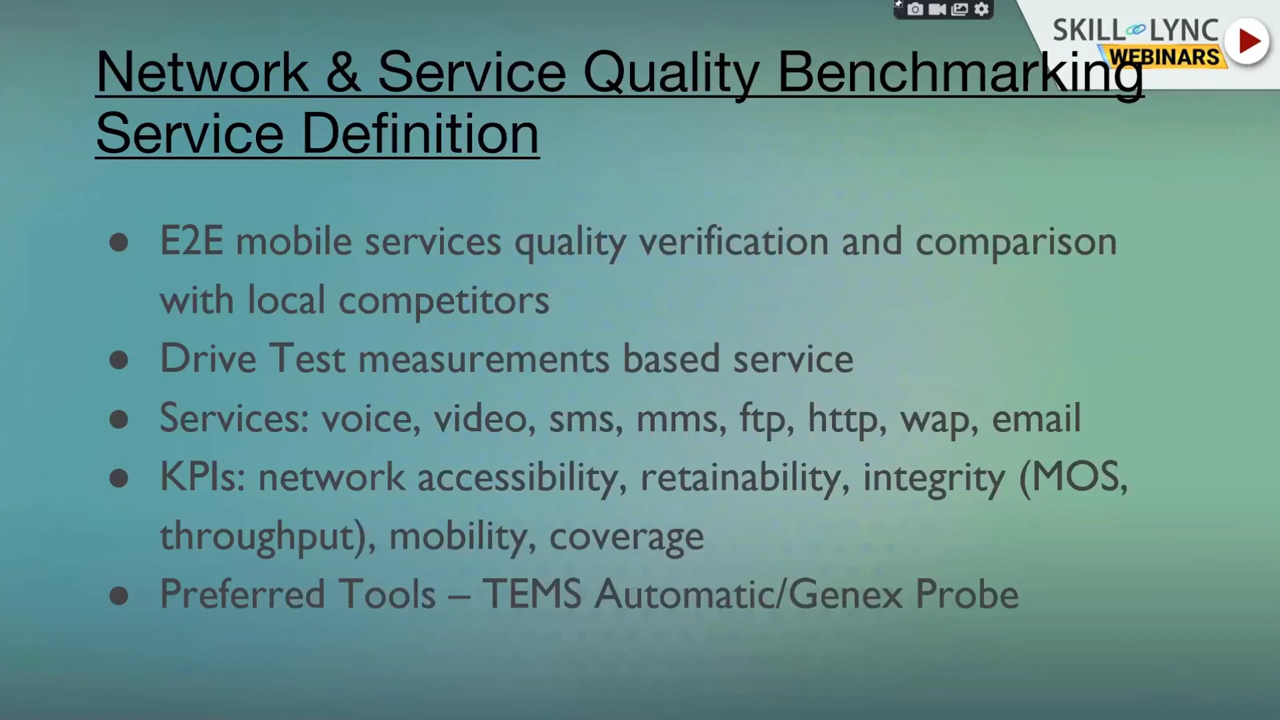 SKILL LYNC
WEBINARS
Network & Service Quality Benchmarking
Service Definition
● E2E mobile services quality verification and comparison
with local competitors
● Drive Test measurements based service
● Services: voice, video, sms, mms, ftp, http, wap, email
● KPIs: network accessibility, retainability, integrity (MOS,
throughput), mobility, coverage
● Preferred Tools – TEMS Automatic/Genex Probe